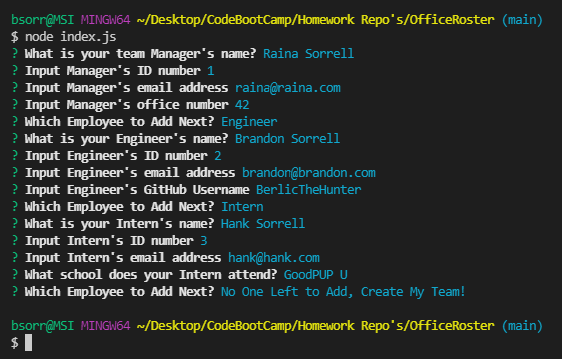 bsorr@MSI MINGW64 ~/Desktop/CodeBootCamp/Homework Repo's/OfficeRoster (main)
$ node index.js
? What is your team Manager's name? Raina Sorrell
? Input Manager's ID number 1
? Input Manager's email address raina@raina.com
? Input Manager's office number 42
? Which Employee to Add Next? Engineer
? What is your Engineer's name? Brandon Sorrell
? Input Engineer's ID number 2
? Input Engineer's email address brandon@brandon.com
? Input Engineer's GitHub Username BerlicTheHunter
? Which Employee to Add Next? Intern
? What is your Intern's name? Hank Sorrell
? Input Intern's ID number 3
? Input Intern's email address hank@hank.com
? What school does your Intern attend? GoodPUP U
? Which Employee to Add Next? No One Left to Add, Create My Team!
bsorr@MSI MINGW64 ~/Desktop/CodeBootCamp/Homework Repo's/OfficeRoster (main)
$